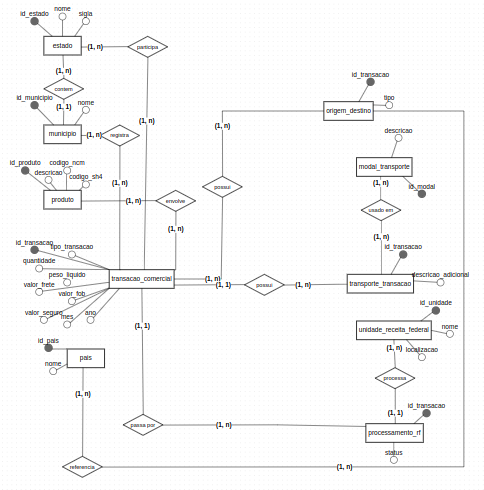 nome
id_estado
sigla
estado
(1, n)
participa
(1, n)
contem
(1, 1)
id_municipio
nome
municipio
(1, n)
registra
(1, n)
(1, n)
id_produto
codigo_ncm
descricao
codigo_sh4
produto
(1, n)
envolve
(1, n)
id_transacao
tipo
origem_destino
(1, n)
possui
(1, n)
descricao
modal_transporte
(1, n)
id_modal
usado em
(1, n)
id_transacao
descricao_adicional
transporte_transacao
(1, n)
possui
(1, 1)
id_transacao
tipo_transacao
quantidade
peso_liquido
valor_frete
valor_fob
valor_seguro
mes
ano
transacao_comercial
(1, 1)
id_unidade
nome
unidade_receita_federal
localizacao
(1, n)
processa
(1, 1)
id_transacao
processamento_rf
status
id_pais
nome
pais
(1, n)
passa por
(1, n)
referencia
(1, n)